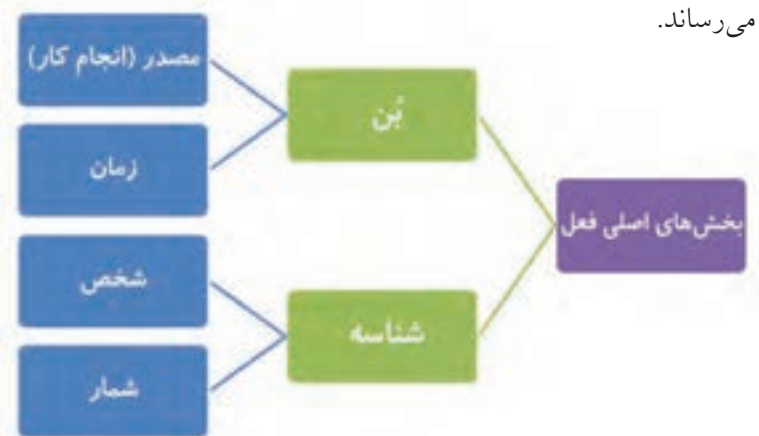 می‌رساند.
بخش‌های اصلی فعل
بُن
مصدر (انجام کار)
زمان
شناسه
شخص
شمار